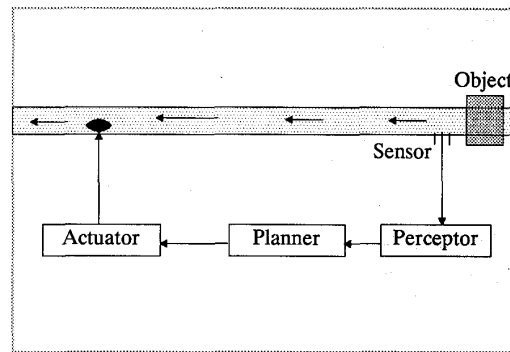 Object
Sensor
Actuator
Planner
Perceptor